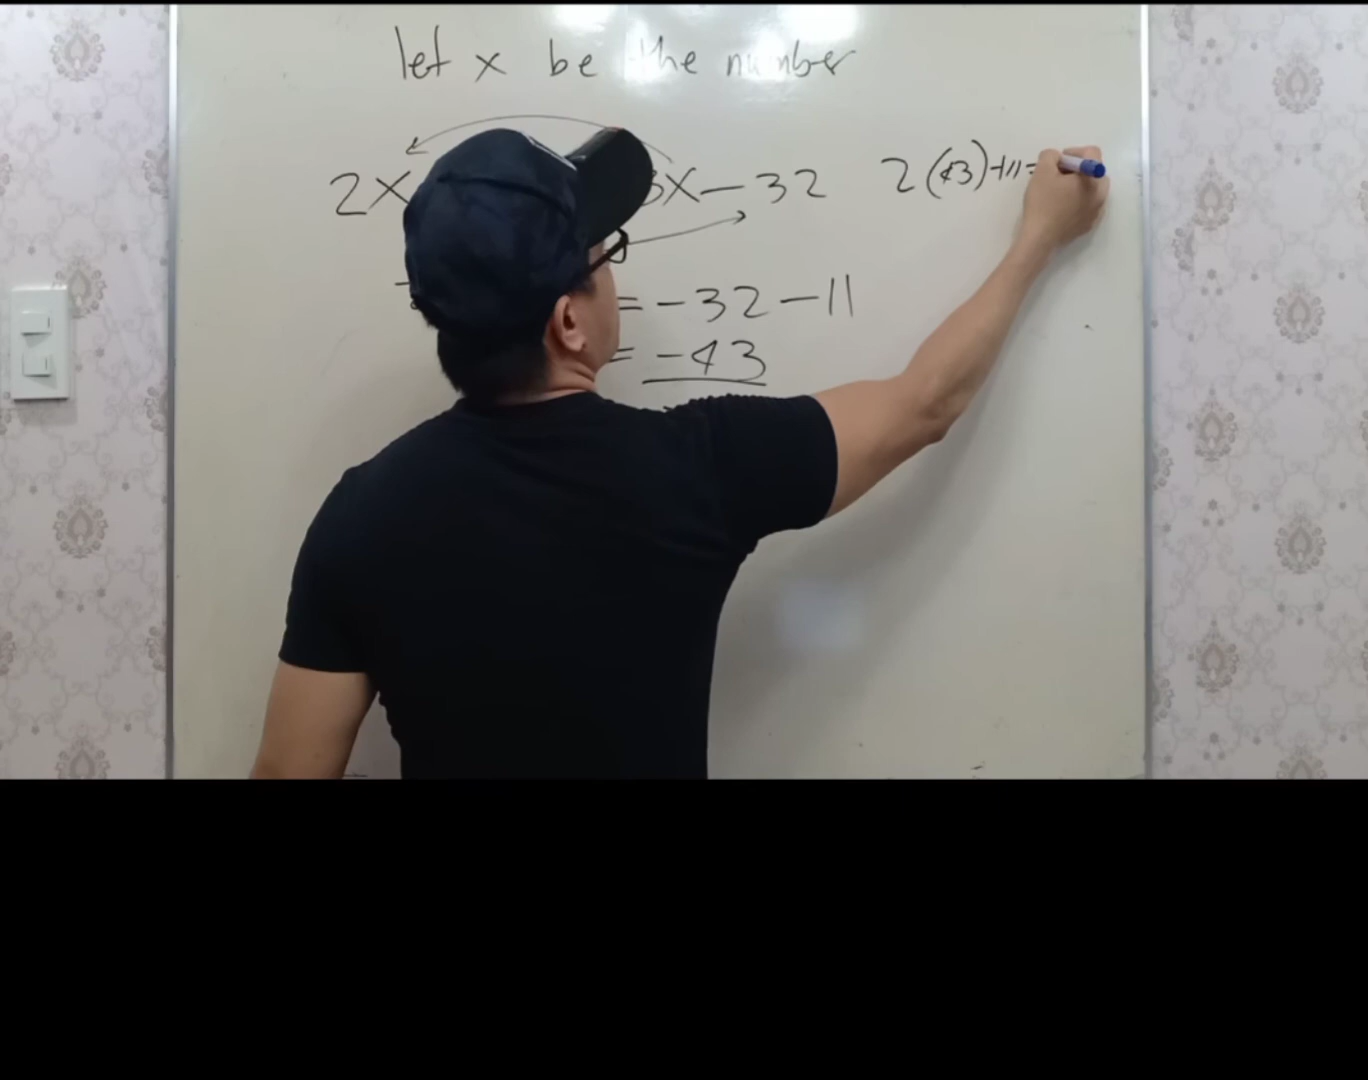 let x be the number
2x 3x - 32 2(43)+11=
= -32 - 11
= -43